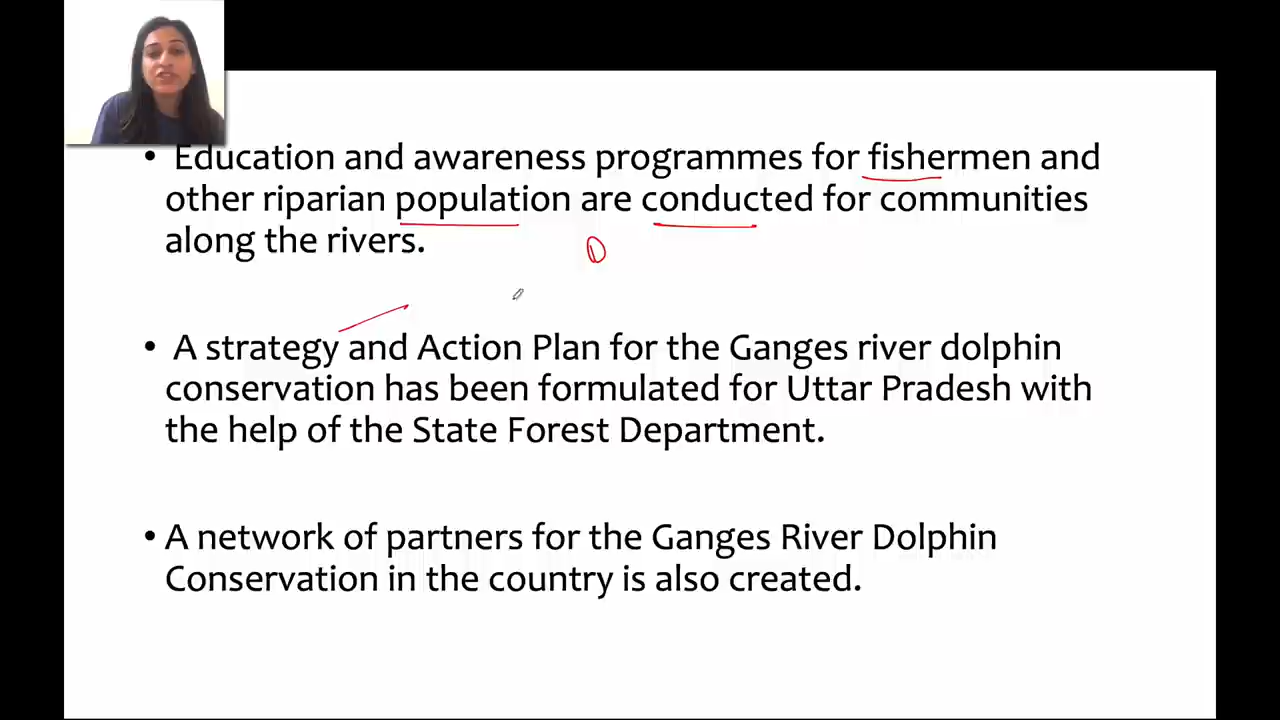 • Education and awareness programmes for fishermen and
other riparian population are conducted for communities
along the rivers.
• A strategy and Action Plan for the Ganges river dolphin
conservation has been formulated for Uttar Pradesh with
the help of the State Forest Department.
• A network of partners for the Ganges River Dolphin
Conservation in the country is also created.